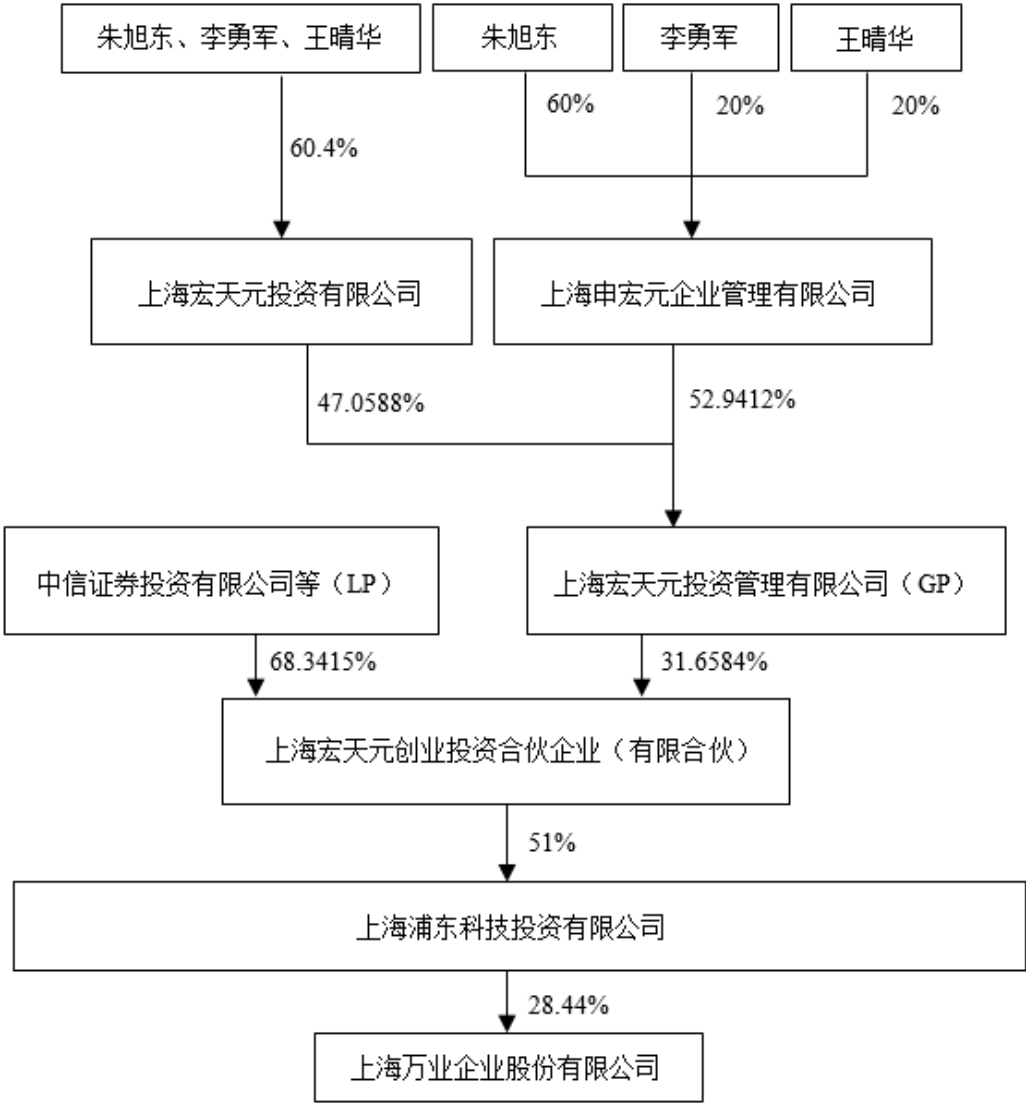 朱旭东、李勇军、王晴华
朱旭东
李勇军
王晴华
60%
20%
20%
60.4%
上海宏天元投资有限公司
上海申宏元企业管理有限公司
47.0588%
52.9412%
中信证券投资有限公司等（LP）
上海宏天元投资管理有限公司（GP）
68.3415%
31.6584%
上海宏天元创业投资合伙企业（有限合伙）
51%
上海浦东科技投资有限公司
28.44%
上海万业企业股份有限公司